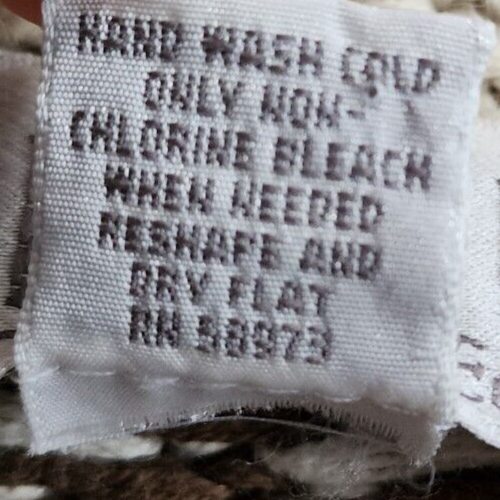 HAND WASH COLD
ONLY NON-
CHLORINE BLEACH
WHEN NEEDED
RESHAPE AND
DRY FLAT
RN 58973